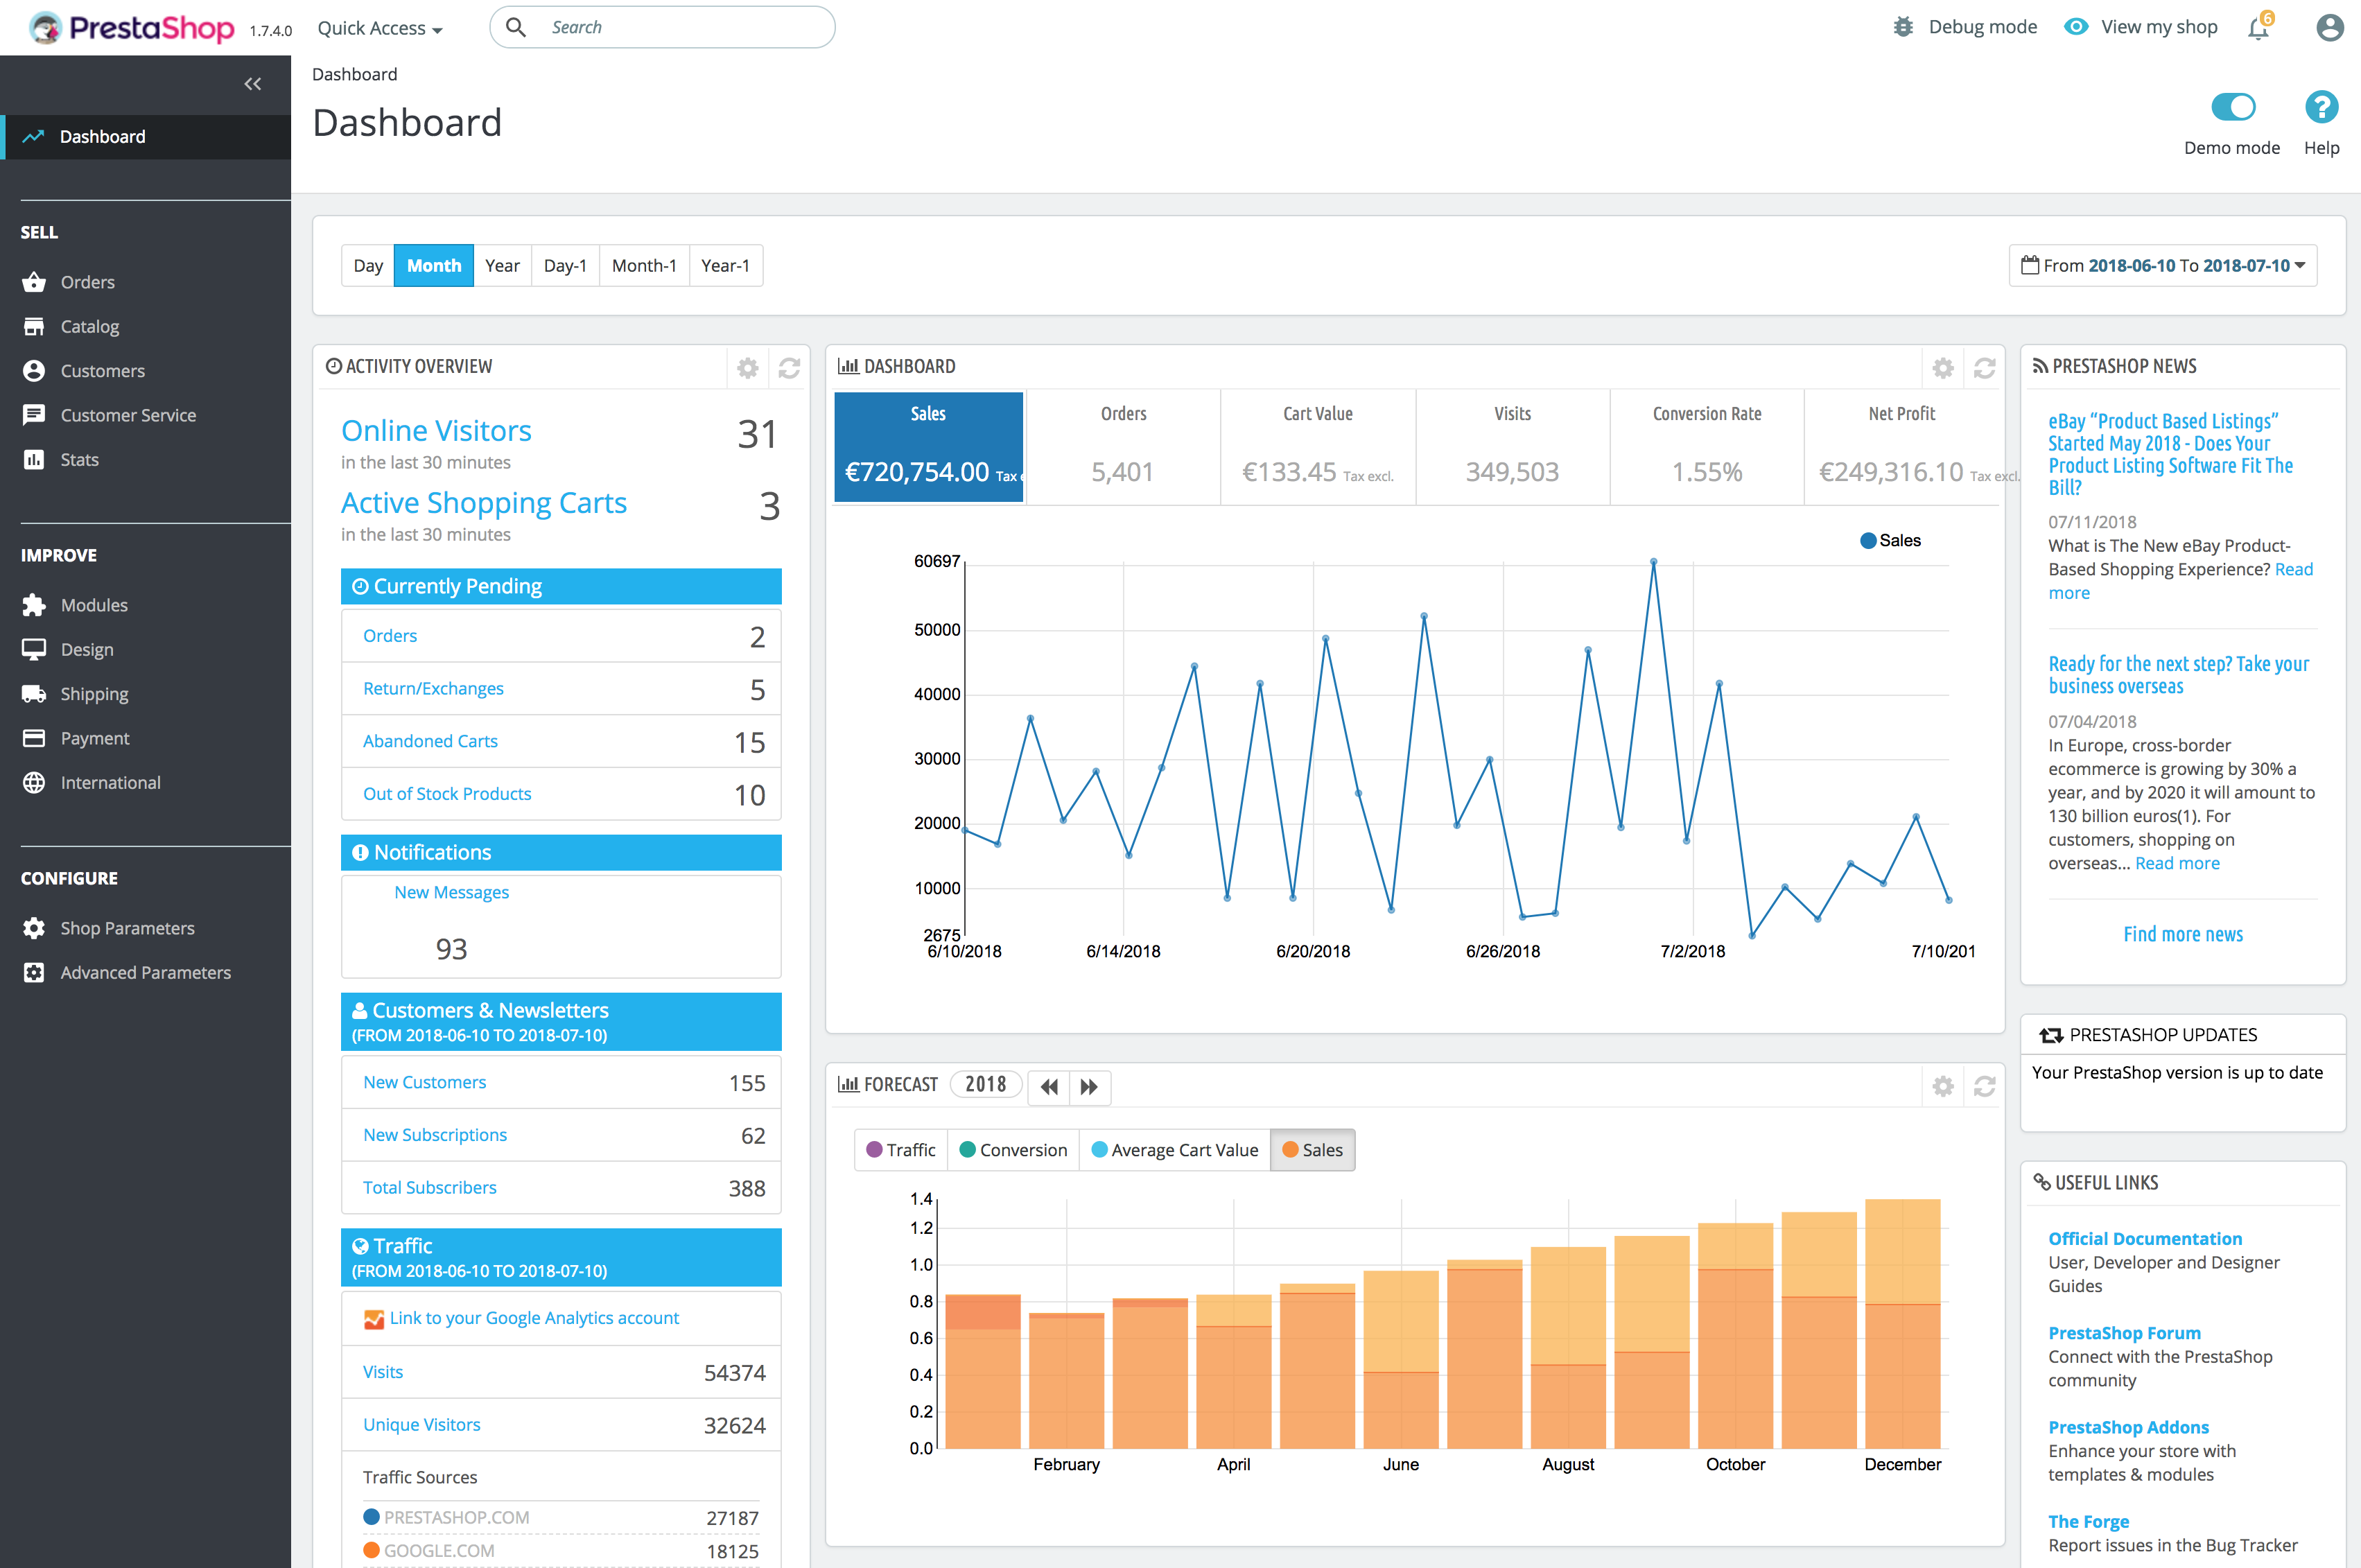 PrestaShop 1.7.4.0 Quick Access Search Debug mode View my shop 6
Dashboard
Dashboard
Demo mode Help
Dashboard
SELL
Orders
Catalog
Customers
Customer Service
Stats
IMPROVE
Modules
Design
Shipping
Payment
International
CONFIGURE
Shop Parameters
Advanced Parameters
Day Month Year Day-1 Month-1 Year-1
From 2018-06-10 To 2018-07-10
ACTIVITY OVERVIEW
Online Visitors 31
in the last 30 minutes
Active Shopping Carts 3
in the last 30 minutes
Currently Pending
Orders 2
Return/Exchanges 5
Abandoned Carts 15
Out of Stock Products 10
Notifications
New Messages
93
Customers & Newsletters
(FROM 2018-06-10 TO 2018-07-10)
New Customers 155
New Subscriptions 62
Total Subscribers 388
Traffic
(FROM 2018-06-10 TO 2018-07-10)
Link to your Google Analytics account
Visits 54374
Unique Visitors 32624
Traffic Sources
PRESTASHOP.COM 27187
GOOGLE.COM 18125
DASHBOARD
Sales Orders Cart Value Visits Conversion Rate Net Profit
€720,754.00 Tax e 5,401 €133.45 Tax excl. 349,503 1.55% €249,316.10 Tax excl.
Sales
60697
50000
40000
30000
20000
10000
2675
6/10/2018 6/14/2018 6/20/2018 6/26/2018 7/2/2018 7/10/201
FORECAST 2018
Traffic Conversion Average Cart Value Sales
1.4
1.2
1.0
0.8
0.6
0.4
0.2
0.0
February April June August October December
PRESTASHOP NEWS
eBay “Product Based Listings”
Started May 2018 - Does Your
Product Listing Software Fit The
Bill?
07/11/2018
What is The New eBay Product-
Based Shopping Experience? Read
more
Ready for the next step? Take your
business overseas
07/04/2018
In Europe, cross-border
ecommerce is growing by 30% a
year, and by 2020 it will amount to
130 billion euros(1). For
customers, shopping on
overseas... Read more
Find more news
PRESTASHOP UPDATES
Your PrestaShop version is up to date
USEFUL LINKS
Official Documentation
User, Developer and Designer
Guides
PrestaShop Forum
Connect with the PrestaShop
community
PrestaShop Addons
Enhance your store with
templates & modules
The Forge
Report issues in the Bug Tracker